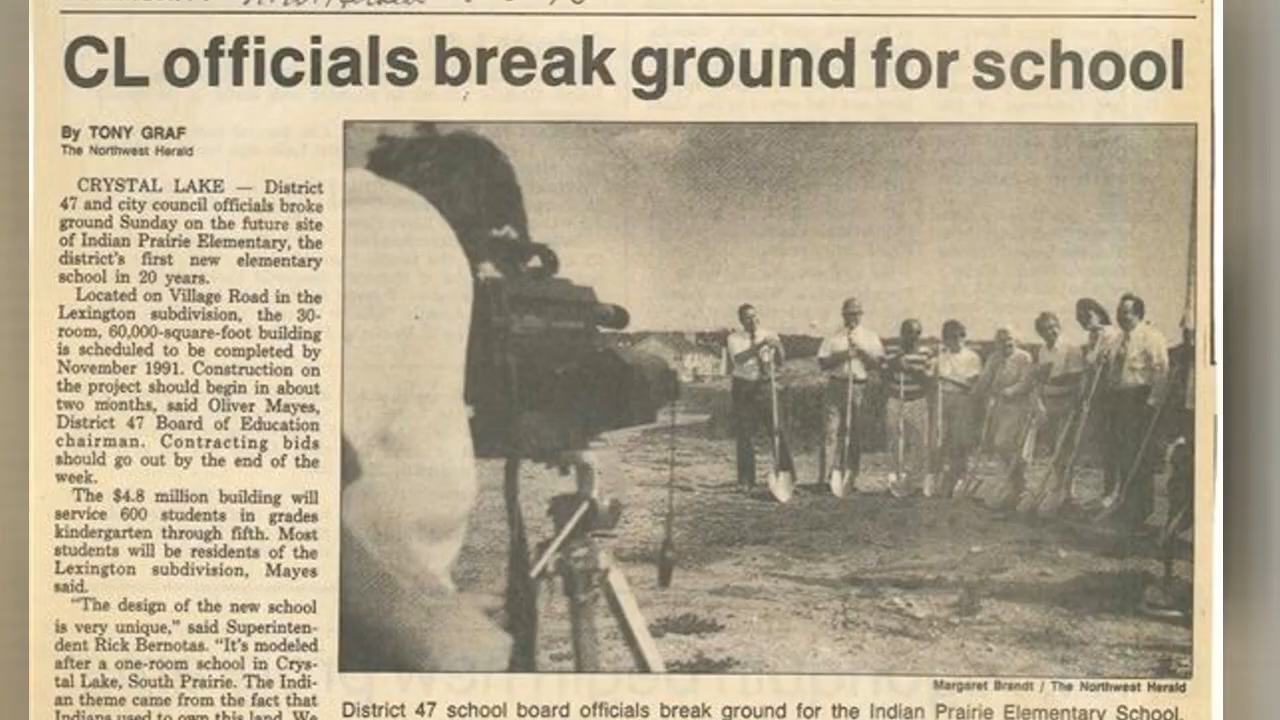 CL officials break ground for school
By TONY GRAF
The Northwest Herald
CRYSTAL LAKE — District
47 and city council officials broke
ground Sunday on the future site
of Indian Prairie Elementary, the
district's first new elementary
school in 20 years.
Located on Village Road in the
Lexington subdivision, the 30-
room, 60,000-square-foot building
is scheduled to be completed by
November 1991. Construction on
the project should begin in about
two months, said Oliver Mayes,
District 47 Board of Education
chairman. Contracting bids
should go out by the end of the
week.
The $4.8 million building will
service 600 students in grades
kindergarten through fifth. Most
students will be residents of the
Lexington subdivision, Mayes
said.
"The design of the new school
is very unique," said Superinten-
dent Rick Bernotas. "It's modeled
after a one-room school in Crys-
tal Lake, South Prairie. The Indi-
an theme came from the fact that
Indians used to own this land. We
Margaret Brandt / The Northwest Herald
District 47 school board officials break ground for the Indian Prairie Elementary School.